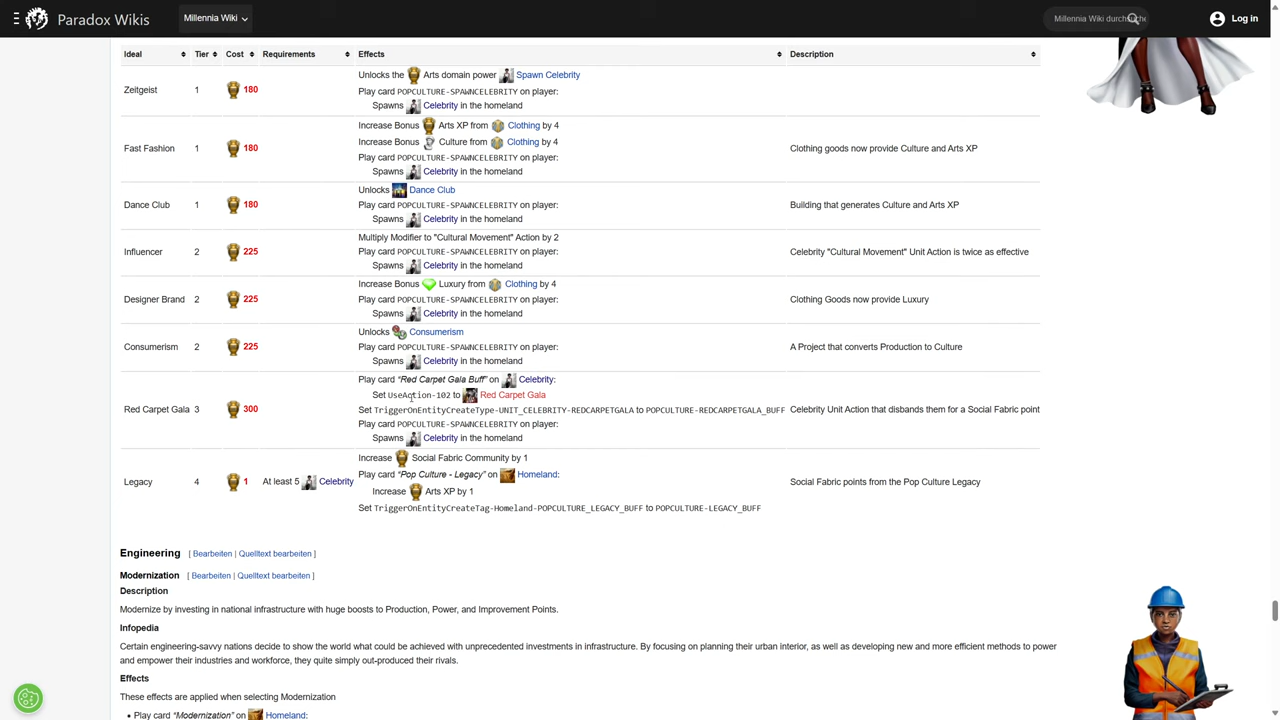 Paradox Wikis
Millennia Wiki
Millennia Wiki durchsuche
Log in
Ideal Tier Cost Requirements Effects Description
Zeitgeist 1 180
Unlocks the Arts domain power Spawn Celebrity
Play card POPCULTURE-SPAWNCELEBRITY on player:
Spawns Celebrity in the homeland
Fast Fashion 1 180
Increase Bonus Arts XP from Clothing by 4
Increase Bonus Culture from Clothing by 4
Play card POPCULTURE-SPAWNCELEBRITY on player:
Spawns Celebrity in the homeland
Clothing goods now provide Culture and Arts XP
Dance Club 1 180
Unlocks Dance Club
Play card POPCULTURE-SPAWNCELEBRITY on player:
Spawns Celebrity in the homeland
Building that generates Culture and Arts XP
Influencer 2 225
Multiply Modifier to "Cultural Movement" Action by 2
Play card POPCULTURE-SPAWNCELEBRITY on player:
Spawns Celebrity in the homeland
Celebrity "Cultural Movement" Unit Action is twice as effective
Designer Brand 2 225
Increase Bonus Luxury from Clothing by 4
Play card POPCULTURE-SPAWNCELEBRITY on player:
Spawns Celebrity in the homeland
Clothing Goods now provide Luxury
Consumerism 2 225
Unlocks Consumerism
Play card POPCULTURE-SPAWNCELEBRITY on player:
Spawns Celebrity in the homeland
A Project that converts Production to Culture
Red Carpet Gala 3 300
Play card “Red Carpet Gala Buff” on Celebrity:
Set UseAction-102 to Red Carpet Gala
Set TriggerOnEntityCreateType-UNIT_CELEBRITY-REDCARPETGALA to POPCULTURE-REDCARPETGALA_BUFF
Play card POPCULTURE-SPAWNCELEBRITY on player:
Spawns Celebrity in the homeland
Celebrity Unit Action that disbands them for a Social Fabric point
Legacy 4 1 At least 5 Celebrity
Increase Social Fabric Community by 1
Play card “Pop Culture - Legacy” on Homeland:
Increase Arts XP by 1
Set TriggerOnEntityCreateTag-Homeland-POPCULTURE_LEGACY_BUFF to POPCULTURE-LEGACY_BUFF
Social Fabric points from the Pop Culture Legacy
Engineering [ Bearbeiten | Quelltext bearbeiten ]
Modernization [ Bearbeiten | Quelltext bearbeiten ]
Description
Modernize by investing in national infrastructure with huge boosts to Production, Power, and Improvement Points.
Infopedia
Certain engineering-savvy nations decide to show the world what could be achieved with unprecedented investments in infrastructure. By focusing on planning their urban interior, as well as developing new and more efficient methods to power
and empower their industries and workforce, they quite simply out-produced their rivals.
Effects
These effects are applied when selecting Modernization
• Play card “Modernization” on Homeland: